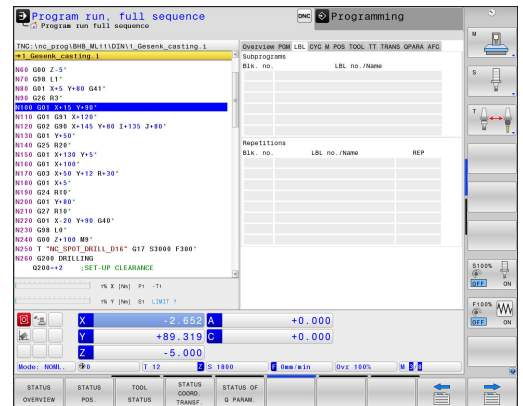 Program run, full sequence
Program run full sequence
DNC
Programming
TNC:\nc_prog\BHB_ML11\DIN\1_Gesenk_casting.i
→1_Gesenk_casting.i
N60 G00 Z-5*
N70 G98 L1*
N80 G01 X+5 Y+80 G41*
N90 G26 R3*
N100 G01 X+15 Y+90*
N110 G01 G91 X+120*
N120 G02 G90 X+145 Y+80 I+135 J+80*
N130 G01 Y+50*
N140 G25 R20*
N150 G01 X+130 Y+5*
N160 G01 X+100*
N170 G03 X+50 Y+12 R+30*
N180 G01 X+5*
N190 G24 R10*
N200 G01 Y+80*
N210 G27 R10*
N220 G01 X-20 Y+90 G40*
N230 G98 L0*
N240 G00 Z+100 M9*
N250 T "NC_SPOT_DRILL_D16" G17 S3000 F300*
N260 G200 DRILLING
Q200=+2 ;SET-UP CLEARANCE
Overview PGM LBL CYC M POS TOOL TT TRANS QPARA AFC
Subprograms
Blk. no. LBL no./Name
Repetitions
Blk. no. LBL no./Name REP
X [Nm] P1 -T1
Y [Nm] S1 LIMIT
X -2.652 A +0.000
Y +89.319 C +0.000
Z -5.000
Mode: NOML. T 12 Z S 1800 F 0mm/min Ovr 100% M
M
S
T
S100%
OFF ON
F100%
OFF ON
STATUS OVERVIEW
STATUS POS.
TOOL STATUS
STATUS COORD. TRANSF.
STATUS OF Q PARAM.